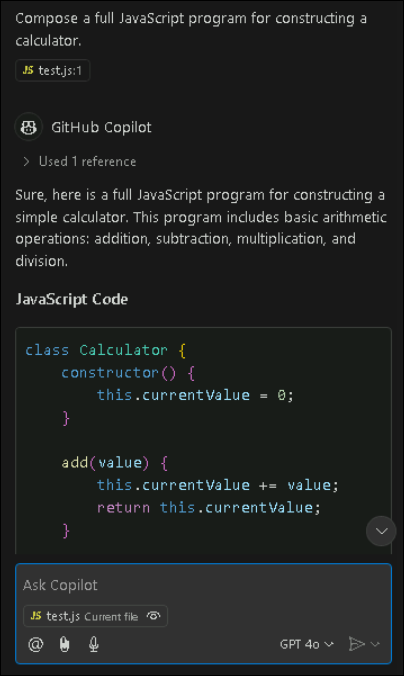 Compose a full JavaScript program for constructing a
calculator.
JS test.js:1
GitHub Copilot
> Used 1 reference
Sure, here is a full JavaScript program for constructing a
simple calculator. This program includes basic arithmetic
operations: addition, subtraction, multiplication, and
division.
JavaScript Code
class Calculator {
    constructor() {
        this.currentValue = 0;
    }
    add(value) {
        this.currentValue += value;
        return this.currentValue;
    }
Ask Copilot
JS test.js Current file
@ GPT 4o